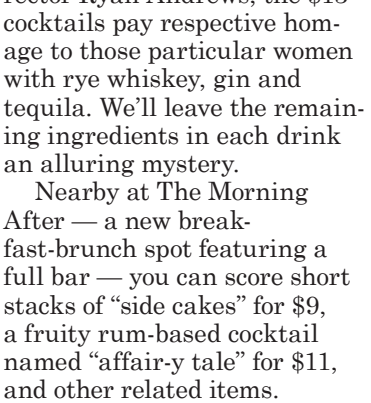 rector Ryan Andrews, the $15
cocktails pay respective hom-
age to those particular women
with rye whiskey, gin and
tequila. We’ll leave the remain-
ing ingredients in each drink
an alluring mystery.
Nearby at The Morning
After — a new break-
fast-brunch spot featuring a
full bar — you can score short
stacks of “side cakes” for $9,
a fruity rum-based cocktail
named “affair-y tale” for $11,
and other related items.